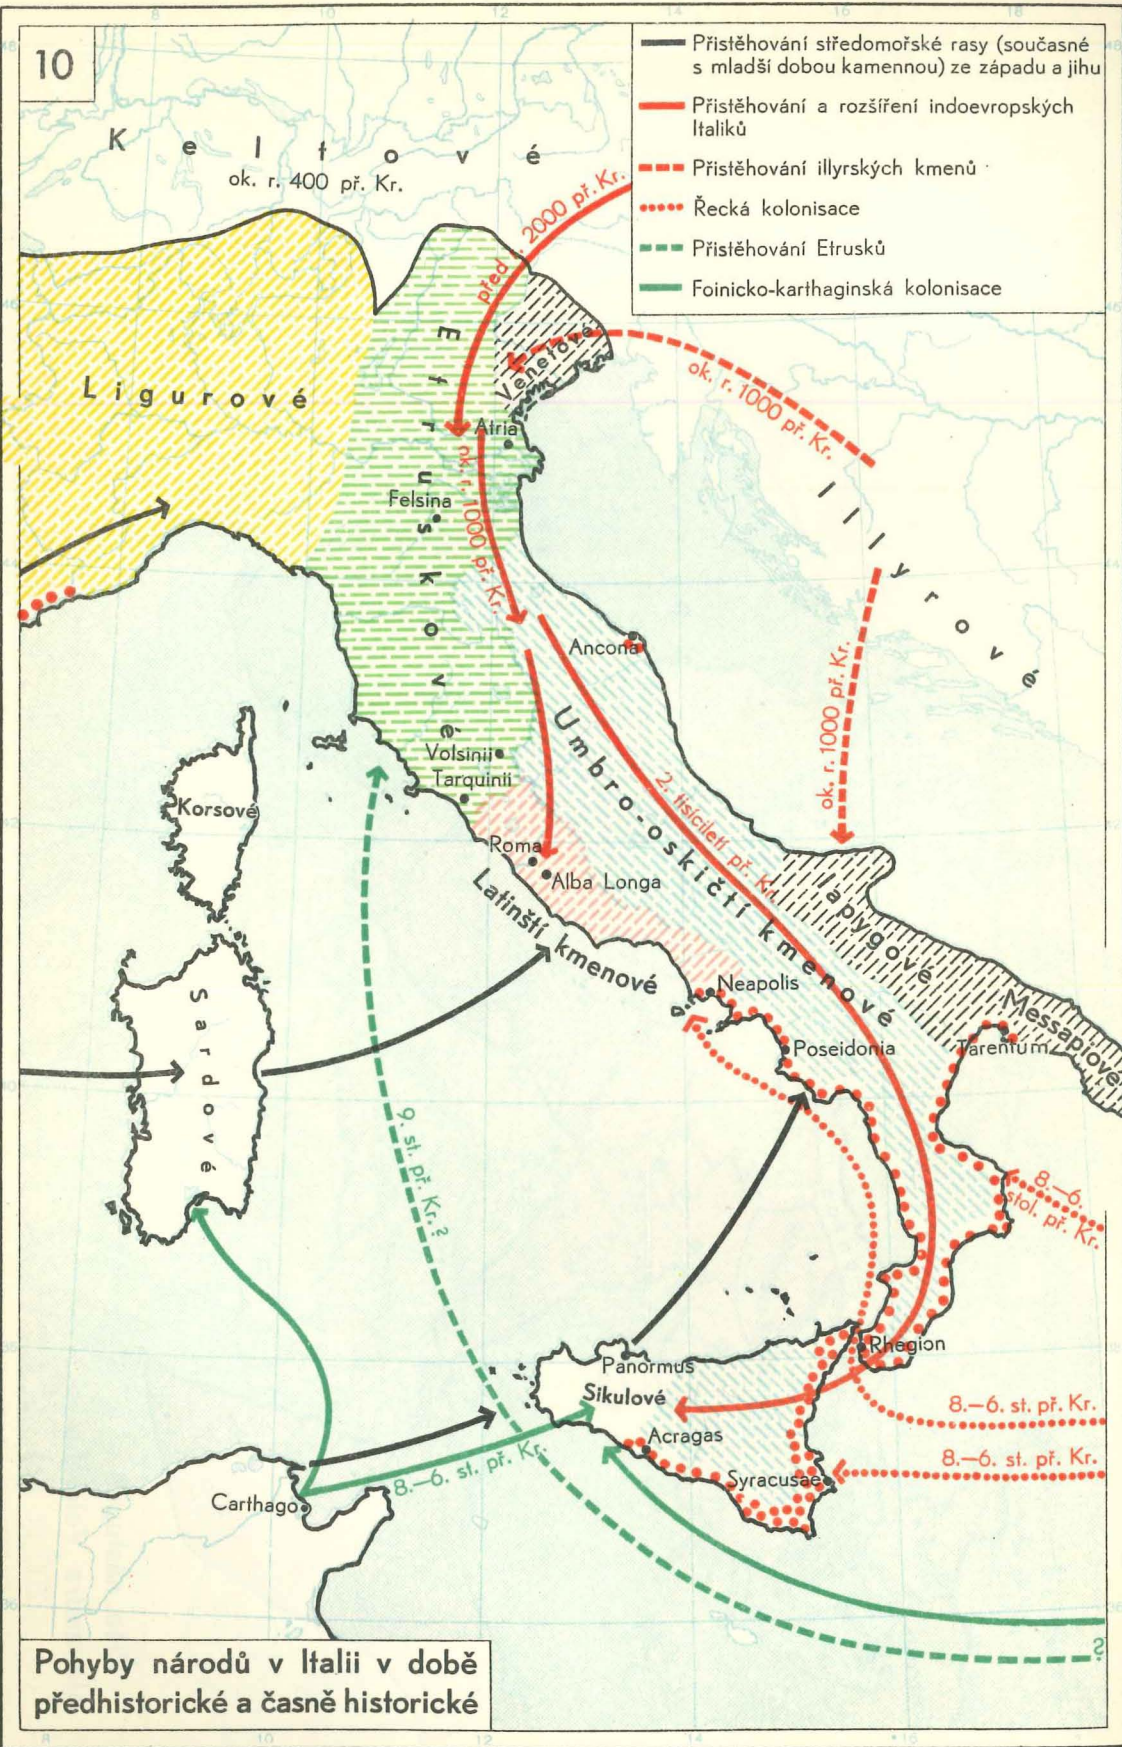 10
Přistěhování středomořské rasy (současné
s mladší dobou kamennou) ze západu a jihu
Přistěhování a rozšíření indoevropských
Italiků
Přistěhování illyrských kmenů
Řecká kolonisace
Přistěhování Etrusků
Foinicko-karthaginská kolonisace
Keltové
ok. r. 400 př. Kr.
před r. 2000 př. Kr.
Venetové
ok. r. 1000 př. Kr.
Ligurové
Etruskové
Atria
ok. r. 1000 př. Kr.
Felsina
Illyrové
ok. r. 1000 př. Kr.
Ancona
Umbro-oskičtí kmenové
2. tisíciletí př. Kr.
Volsinii
Tarquinii
Korsové
Roma
Alba Longa
Latinští kmenové
Iapygové
Messapiové
Neapolis
Poseidonia
Tarentum
Sardové
9. st. př. Kr.?
8.–6.
stol. př. Kr.
Rhegion
Panormus
Sikulové
8.–6. st. př. Kr.
Acragas
8.–6. st. př. Kr.
Syracusae
8.–6. st. př. Kr.
Carthago
?
Pohyby národů v Italii v době
předhistorické a časně historické